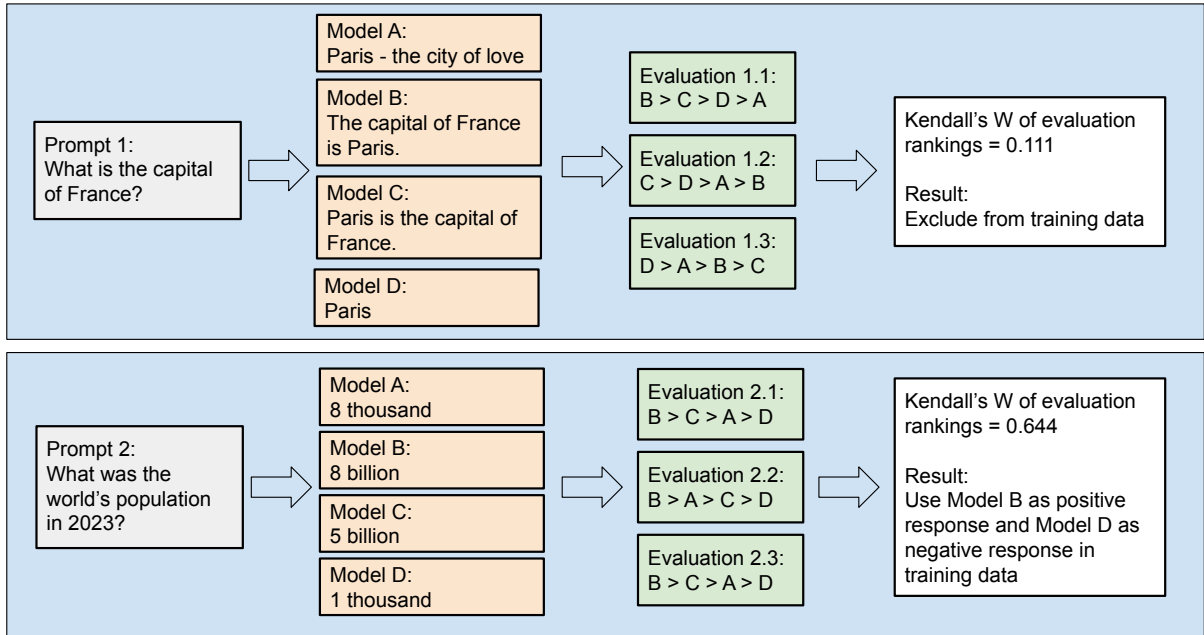 Prompt 1:
What is the capital
of France?
Model A:
Paris - the city of love
Model B:
The capital of France
is Paris.
Model C:
Paris is the capital of
France.
Model D:
Paris
Evaluation 1.1:
B > C > D > A
Evaluation 1.2:
C > D > A > B
Evaluation 1.3:
D > A > B > C
Kendall's W of evaluation
rankings = 0.111
Result:
Exclude from training data
Prompt 2:
What was the
world's population
in 2023?
Model A:
8 thousand
Model B:
8 billion
Model C:
5 billion
Model D:
1 thousand
Evaluation 2.1:
B > C > A > D
Evaluation 2.2:
B > A > C > D
Evaluation 2.3:
B > C > A > D
Kendall's W of evaluation
rankings = 0.644
Result:
Use Model B as positive
response and Model D as
negative response in
training data